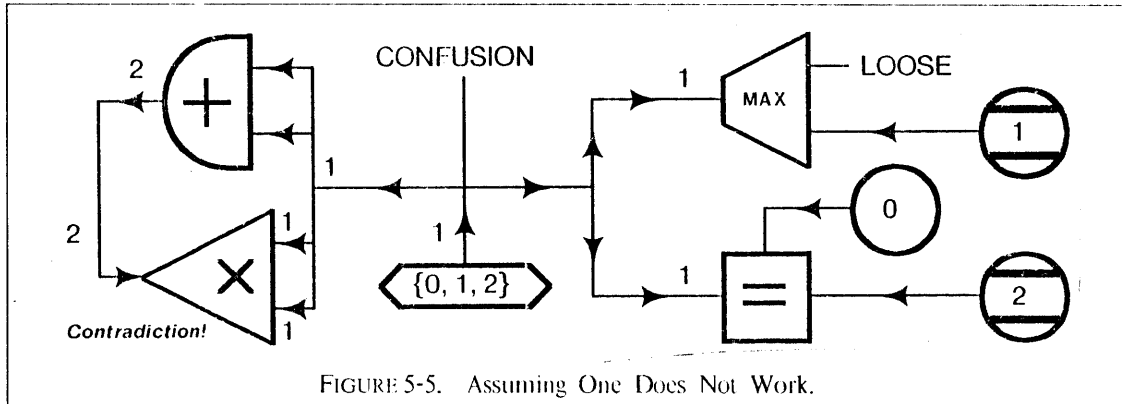 CONFUSION
2
+
1
1
MAX
LOOSE
1
1
0
2
×
1
1
Contradiction!
1
{0, 1, 2}
1
=
2
FIGURE 5-5. Assuming One Does Not Work.